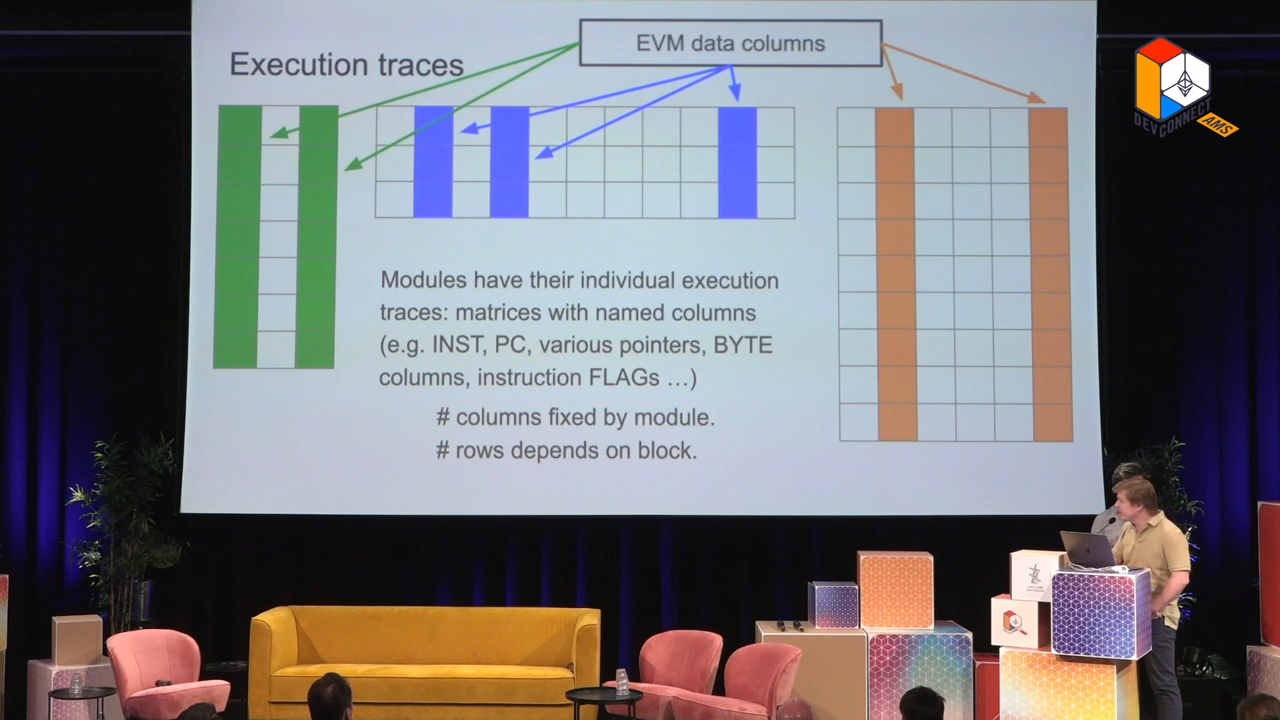 EVM data columns
Execution traces
Modules have their individual execution
traces: matrices with named columns
(e.g. INST, PC, various pointers, BYTE
columns, instruction FLAGs …)
# columns fixed by module.
# rows depends on block.
DEVCONNECT
AMS